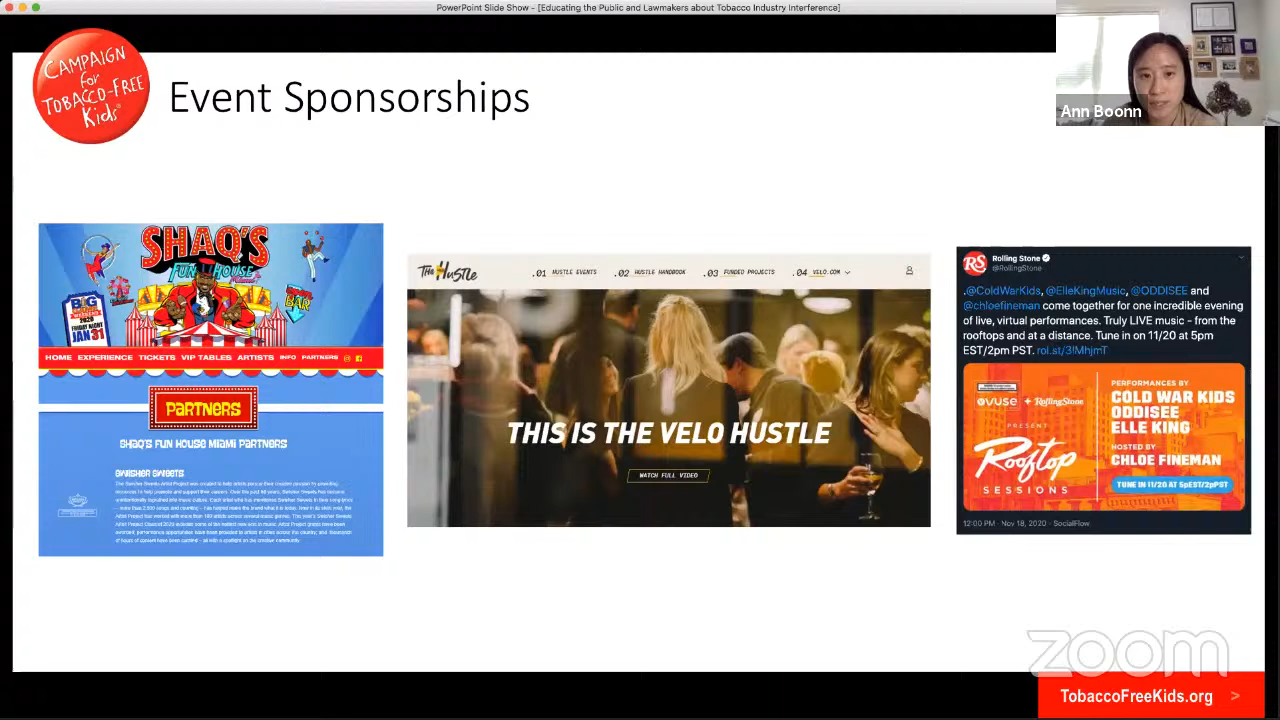 PowerPoint Slide Show - [Educating the Public and Lawmakers about Tobacco Industry Interference]
CAMPAIGN
for
TOBACCO-FREE
Kids®
Event Sponsorships
Ann Boonn
SHAQ'S
FUN HOUSE
BIG
WEEKEND
2020
FRIDAY NIGHT
JAN 31
BAR
HOME EXPERIENCE TICKETS VIP TABLES ARTISTS INFO PARTNERS
PARTNERS
SHAQ'S FUN HOUSE MIAMI PARTNERS
SWISHER SWEETS
THE HUSTLE
.01 HUSTLE EVENTS .02 HUSTLE HANDBOOK .03 FUNDED PROJECTS .04 VELO.COM
THIS IS THE VELO HUSTLE
WATCH FULL VIDEO
RS
Rolling Stone
@RollingStone
.@ColdWarKids, @ElleKingMusic, @ODDISEE and
@chloefineman come together for one incredible evening
of live, virtual performances. Truly LIVE music - from the
rooftops and at a distance. Tune in on 11/20 at 5pm
EST/2pm PST. rol.st/3lMhjmT
vuse + RollingStone
PRESENT
Rooftop
SESSIONS
PERFORMANCES BY
COLD WAR KIDS
ODDISEE
ELLE KING
HOSTED BY
CHLOE FINEMAN
TUNE IN 11/20 AT 5pEST/2pPST
12:00 PM · Nov 18, 2020 · SocialFlow
zoom
TobaccoFreeKids.org >